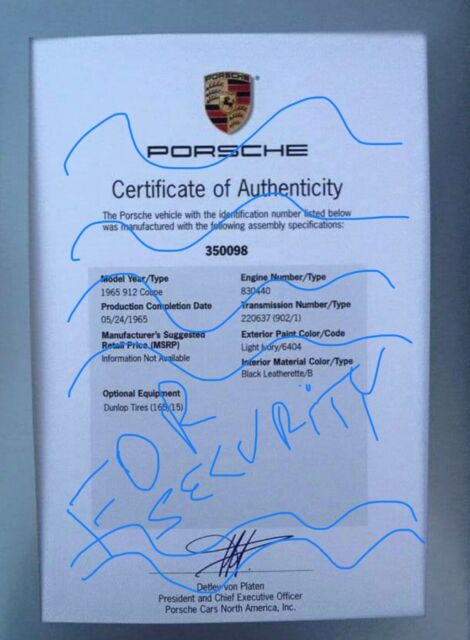 PORSCHE
PORSCHE
Certificate of Authenticity
The Porsche vehicle with the identification number listed below
was manufactured with the following assembly specifications:
350098
Model Year/Type
1965 912 Coupe
Production Completion Date
05/24/1965
Manufacturer's Suggested
Retail Price (MSRP)
Information Not Available
Optional Equipment
Dunlop Tires (165/15)
Engine Number/Type
830440
Transmission Number/Type
220637 (902/1)
Exterior Paint Color/Code
Light Ivory/6404
Interior Material Color/Type
Black Leatherette/B
FOR
SECURITY
Detlev von Platen
President and Chief Executive Officer
Porsche Cars North America, Inc.